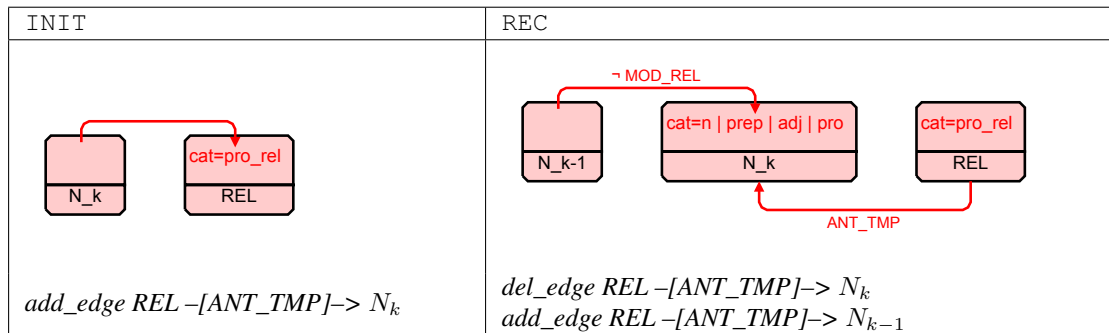 INIT
cat=pro_rel
N_k
REL
add_edge REL –[ANT_TMP]–> N_k
REC
¬ MOD_REL
cat=n | prep | adj | pro
cat=pro_rel
N_k-1
N_k
REL
ANT_TMP
del_edge REL –[ANT_TMP]–> N_k
add_edge REL –[ANT_TMP]–> N_{k−1}